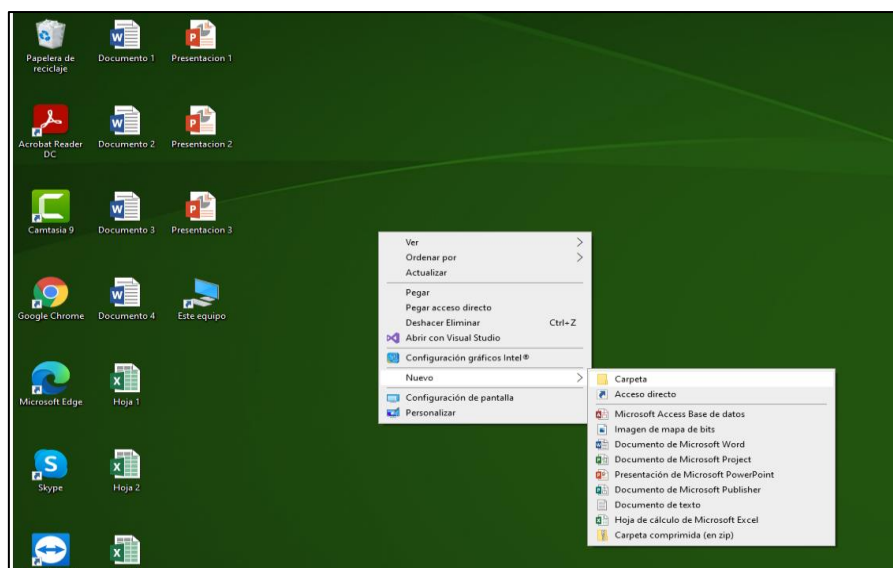 Papelera de
reciclaje
Documento 1
Presentacion 1
Acrobat Reader
DC
Documento 2
Presentacion 2
Camtasia 9
Documento 3
Presentacion 3
Google Chrome
Documento 4
Este equipo
Microsoft Edge
Hoja 1
Skype
Hoja 2
Ver
Ordenar por
Actualizar
Pegar
Pegar acceso directo
Deshacer Eliminar Ctrl+Z
Abrir con Visual Studio
Configuración gráficos Intel®
Nuevo
Configuración de pantalla
Personalizar
Carpeta
Acceso directo
Microsoft Access Base de datos
Imagen de mapa de bits
Documento de Microsoft Word
Documento de Microsoft Project
Presentación de Microsoft PowerPoint
Documento de Microsoft Publisher
Documento de texto
Hoja de cálculo de Microsoft Excel
Carpeta comprimida (en zip)